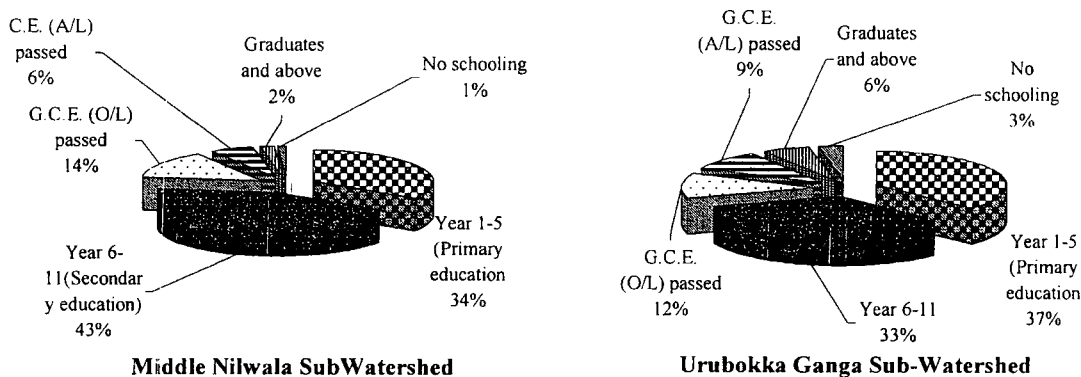 C.E. (A/L)
passed
6%
Graduates
and above
2%
No schooling
1%
G.C.E. (O/L)
passed
14%
Year 6-
11(Secondar
y education)
43%
Year 1-5
(Primary
education
34%
Middle Nilwala SubWatershed
G.C.E.
(A/L) passed
9%
Graduates
and above
6%
No
schooling
3%
G.C.E.
(O/L) passed
12%
Year 6-11
33%
Year 1-5
(Primary
education
37%
Urubokka Ganga Sub-Watershed